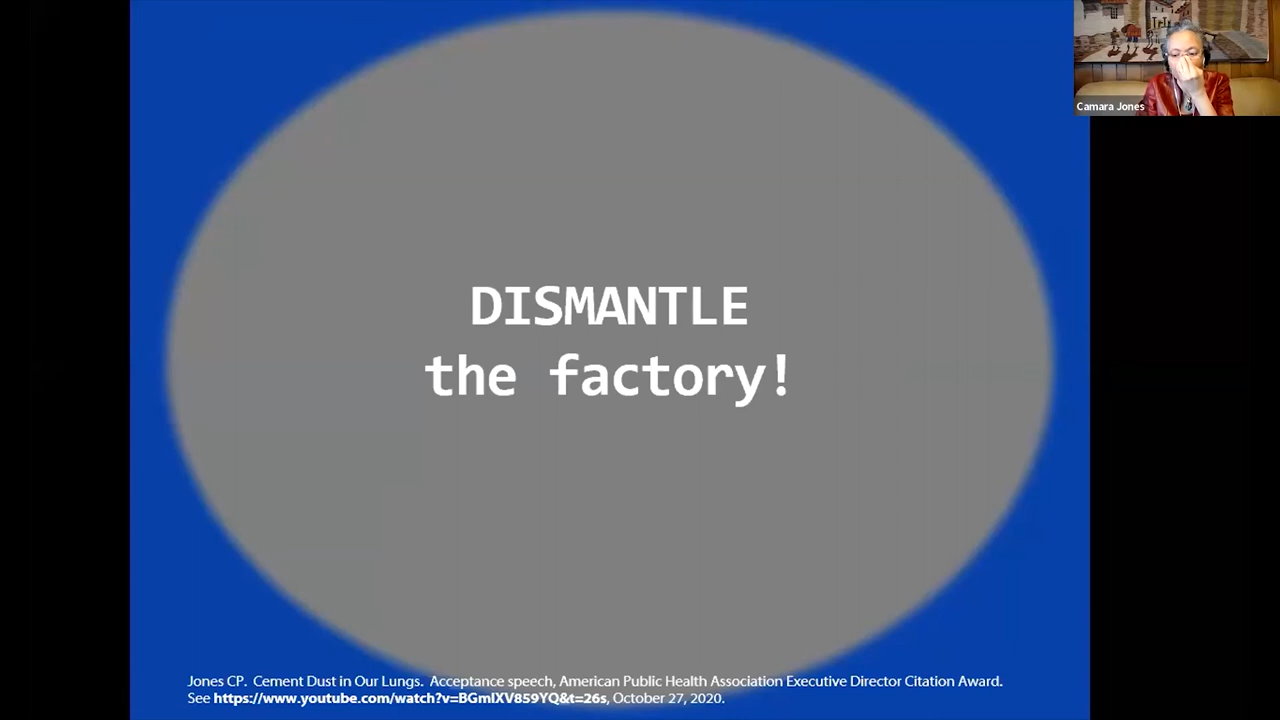 Camara Jones
DISMANTLE
the factory!
Jones CP.  Cement Dust in Our Lungs.  Acceptance speech, American Public Health Association Executive Director Citation Award.
See https://www.youtube.com/watch?v=BGmlXV859YQ&t=26s, October 27, 2020.